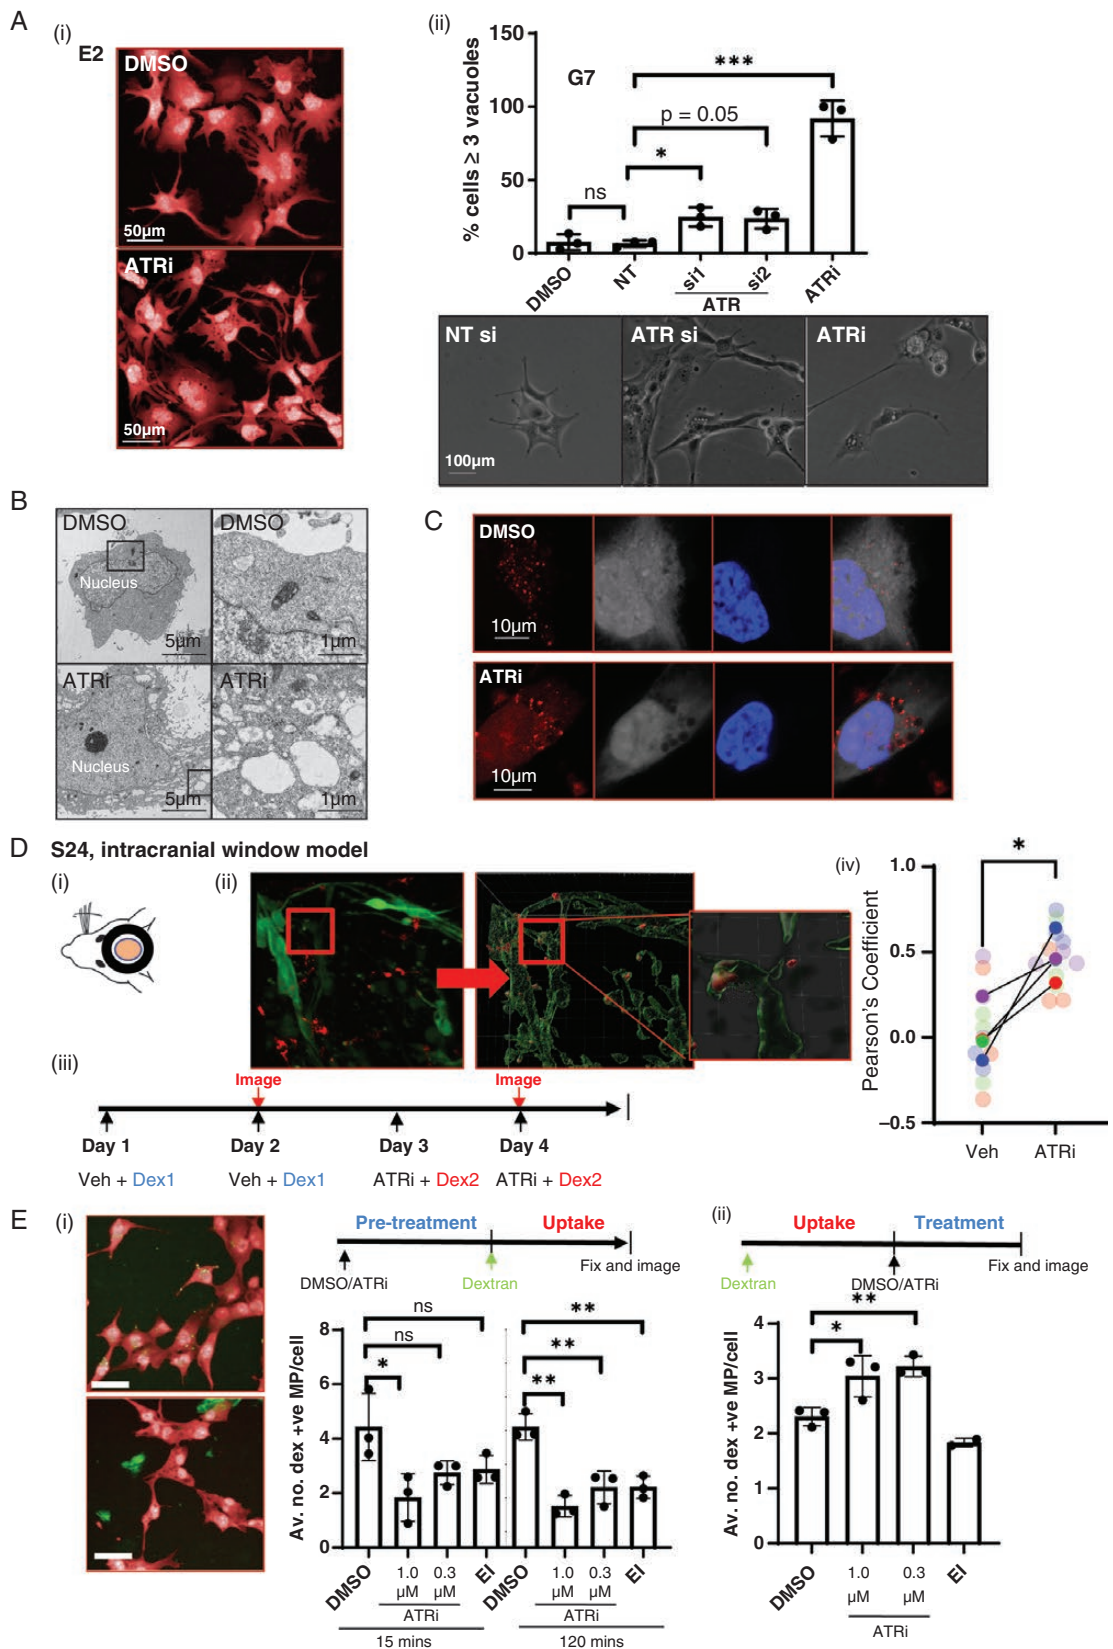 A
(i)
E2
DMSO
50µm
ATRi
50µm
(ii)
% cells ≥ 3 vacuoles
150
100
50
0
G7
ns
*
p = 0.05
***
DMSO
NT
si1
si2
ATRi
ATR
NT si
ATR si
ATRi
100µm
B
DMSO
DMSO
Nucleus
5µm
1µm
ATRi
ATRi
Nucleus
5µm
1µm
C
DMSO
10µm
ATRi
10µm
D
S24, intracranial window model
(i)
(ii)
(iii)
Image
Image
Day 1
Day 2
Day 3
Day 4
Veh + Dex1
Veh + Dex1
ATRi + Dex2
ATRi + Dex2
(iv)
Pearson's Coefficient
1.0
0.5
0.0
−0.5
*
Veh
ATRi
E
(i)
Pre-treatment
Uptake
DMSO/ATRi
Dextran
Fix and image
Av. no. dex +ve MP/cell
8
6
4
2
0
ns
ns
*
**
**
**
DMSO
1.0
µM
0.3
µM
EI
DMSO
1.0
µM
0.3
µM
EI
ATRi
ATRi
15 mins
120 mins
(ii)
Uptake
Treatment
Dextran
DMSO/ATRi
Fix and image
Av. no. dex +ve MP/cell
4
3
2
1
0
**
*
DMSO
1.0
µM
0.3
µM
EI
ATRi